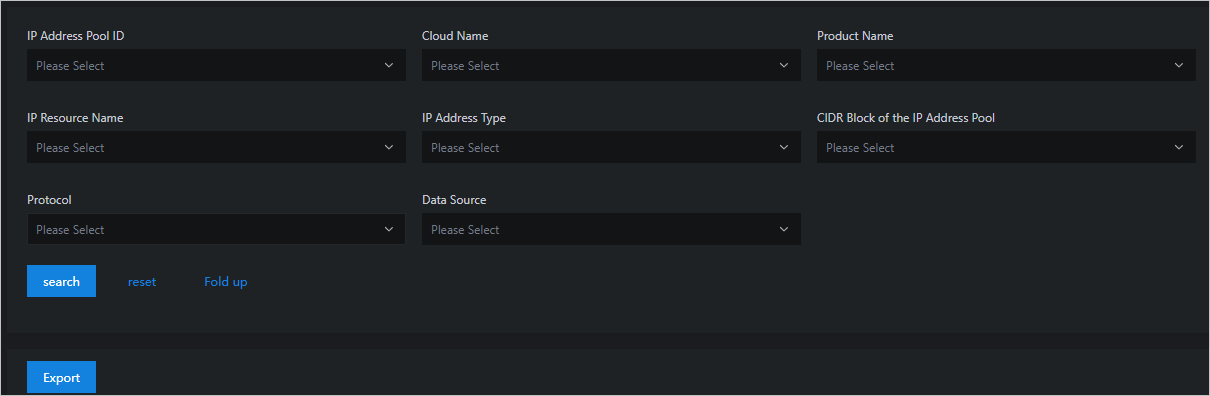 IP Address Pool ID
Cloud Name
Product Name
Please Select
Please Select
Please Select
IP Resource Name
IP Address Type
CIDR Block of the IP Address Pool
Please Select
Please Select
Please Select
Protocol
Data Source
Please Select
Please Select
search
reset
Fold up
Export